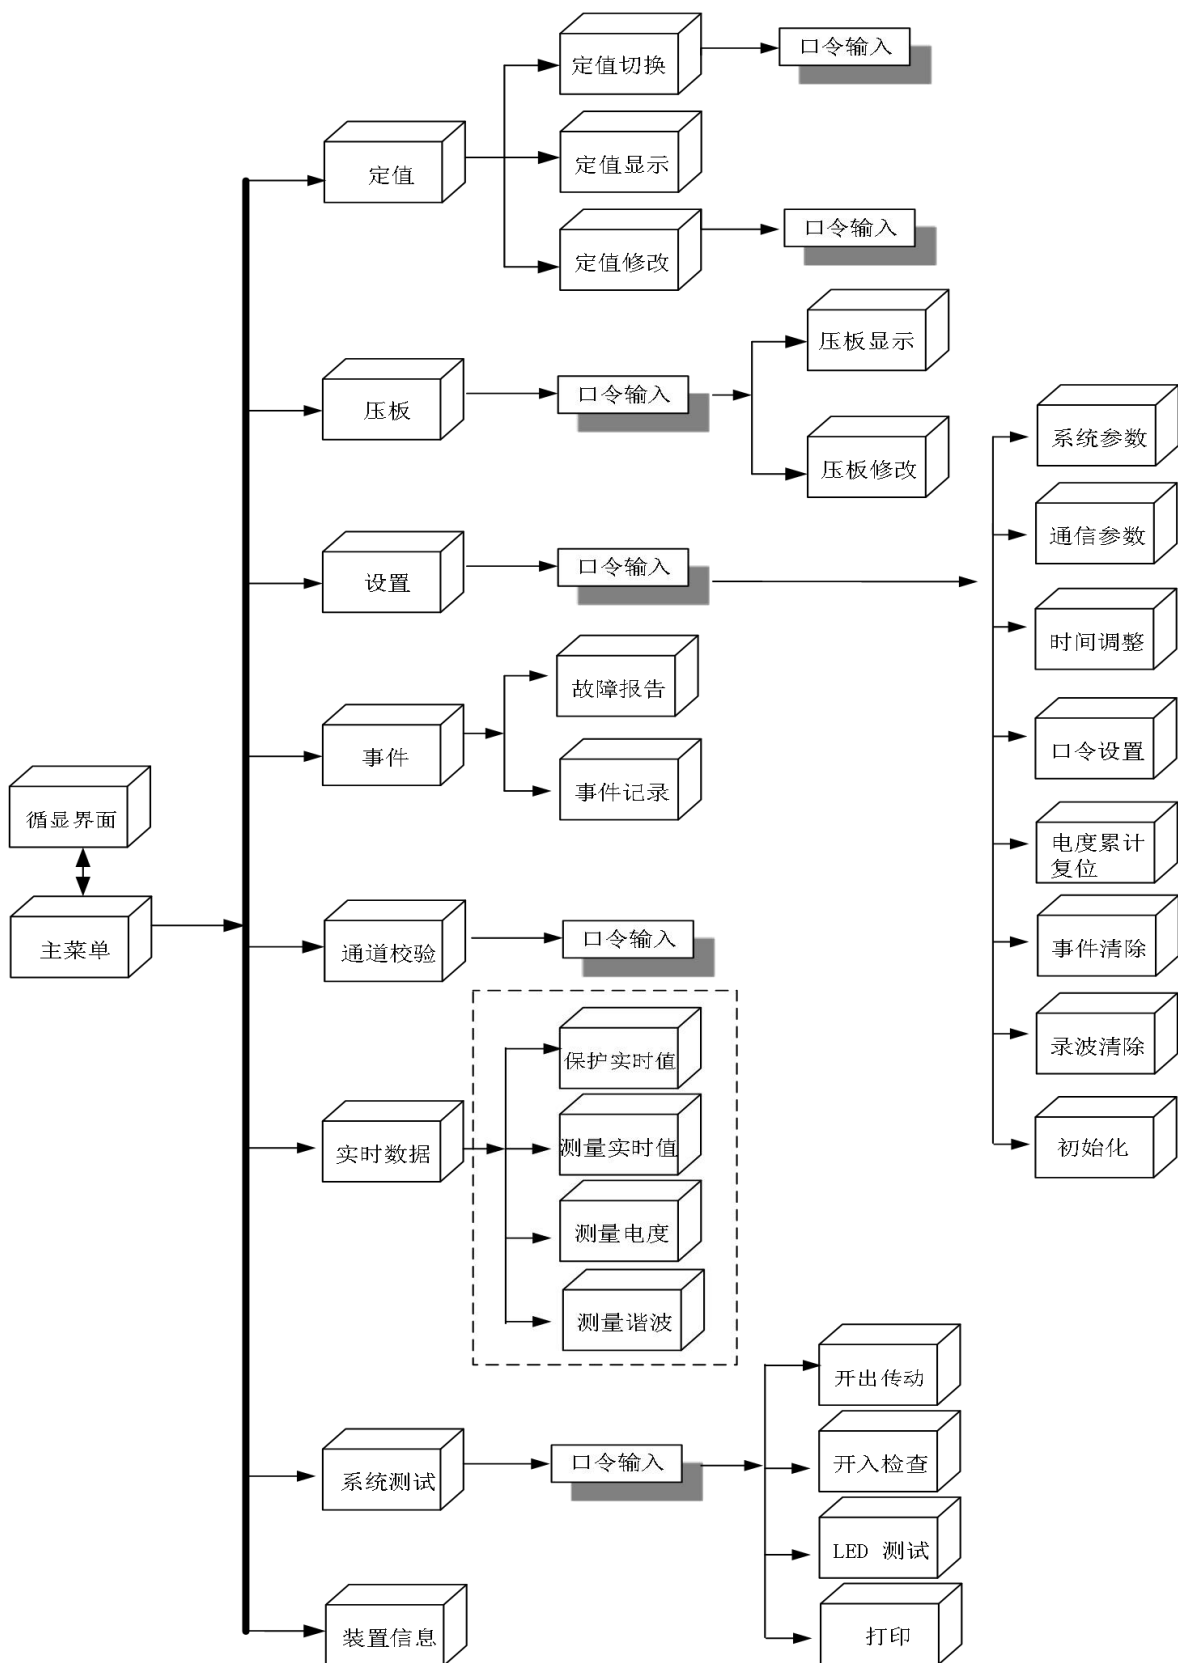 定值切换
口令输入
定值
定值显示
定值修改
口令输入
压板
口令输入
压板显示
压板修改
设置
口令输入
系统参数
通信参数
时间调整
口令设置
电度累计
复位
事件清除
录波清除
初始化
事件
故障报告
事件记录
循显界面
主菜单
通道校验
口令输入
实时数据
保护实时值
测量实时值
测量电度
测量谐波
系统测试
口令输入
开出传动
开入检查
LED 测试
打印
装置信息